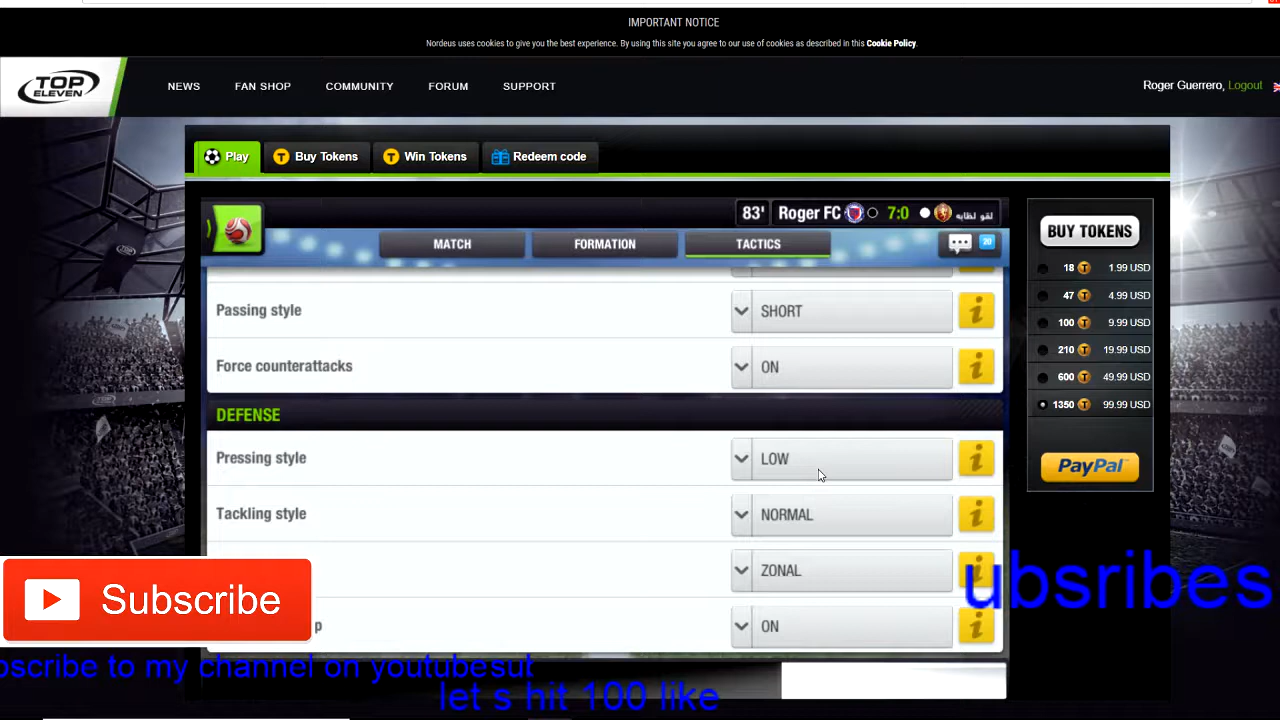 IMPORTANT NOTICE
Nordeus uses cookies to give you the best experience. By using this site you agree to our use of cookies as described in this Cookie Policy.
TOP ELEVEN
NEWS FAN SHOP COMMUNITY FORUM SUPPORT
Roger Guerrero, Logout
Play Buy Tokens Win Tokens Redeem code
83' Roger FC 7:0 لقو لظابه
MATCH FORMATION TACTICS 20
Passing style SHORT
Force counterattacks ON
DEFENSE
Pressing style LOW
Tackling style NORMAL
ZONAL
p ON
BUY TOKENS
18 T 1.99 USD
47 T 4.99 USD
100 T 9.99 USD
210 T 19.99 USD
600 T 49.99 USD
1350 T 99.99 USD
PayPal
Subscribe
ubsribes
bscribe to my channel on youtubesut
let s hit 100 like